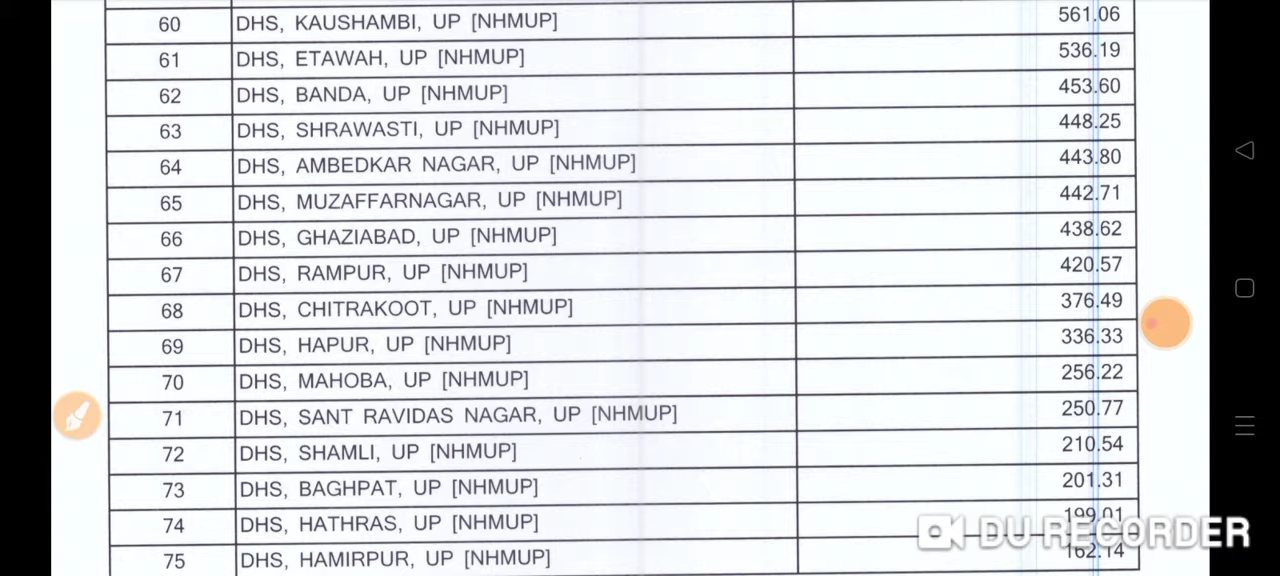 60 DHS, KAUSHAMBI, UP [NHMUP] 561.06
61 DHS, ETAWAH, UP [NHMUP] 536.19
62 DHS, BANDA, UP [NHMUP] 453.60
63 DHS, SHRAWASTI, UP [NHMUP] 448.25
64 DHS, AMBEDKAR NAGAR, UP [NHMUP] 443.80
65 DHS, MUZAFFARNAGAR, UP [NHMUP] 442.71
66 DHS, GHAZIABAD, UP [NHMUP] 438.62
67 DHS, RAMPUR, UP [NHMUP] 420.57
68 DHS, CHITRAKOOT, UP [NHMUP] 376.49
69 DHS, HAPUR, UP [NHMUP] 336.33
70 DHS, MAHOBA, UP [NHMUP] 256.22
71 DHS, SANT RAVIDAS NAGAR, UP [NHMUP] 250.77
72 DHS, SHAMLI, UP [NHMUP] 210.54
73 DHS, BAGHPAT, UP [NHMUP] 201.31
74 DHS, HATHRAS, UP [NHMUP] 199.01
DU RECORDER
75 DHS, HAMIRPUR, UP [NHMUP] 162.14